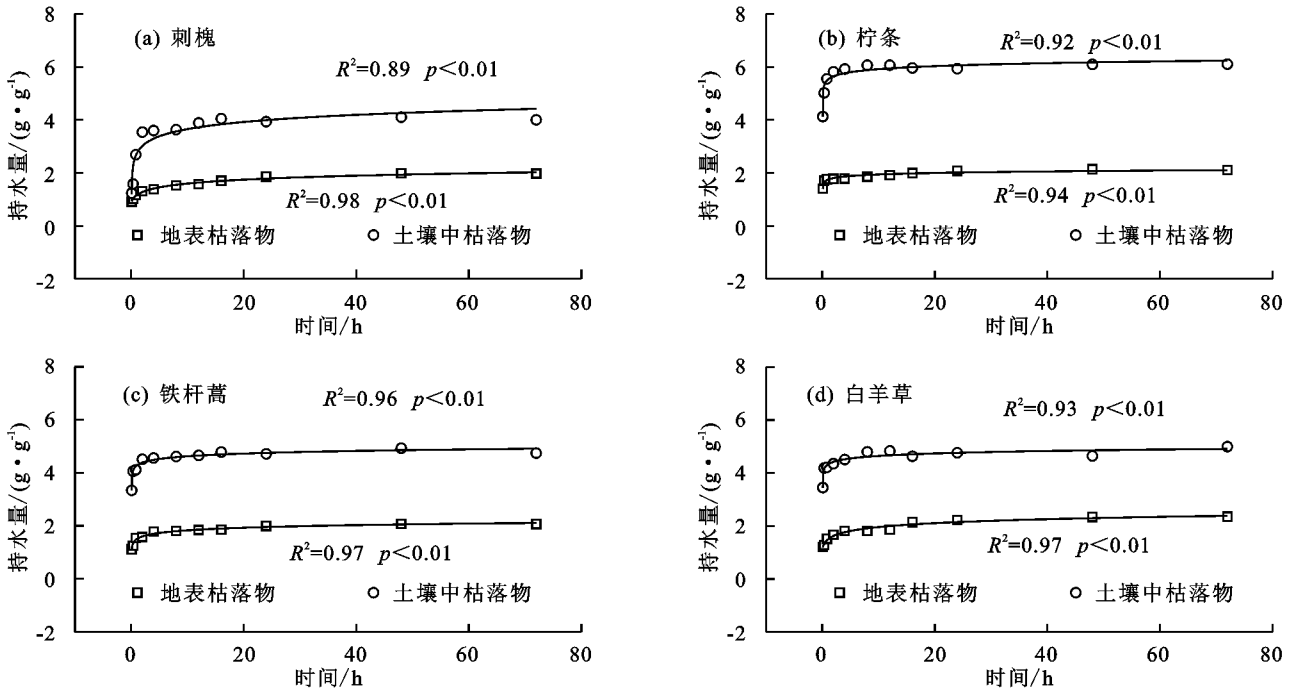 (a) 刺槐
R²=0.89 p<0.01
R²=0.98 p<0.01
地表枯落物 土壤中枯落物
持水量/(g·g⁻¹)
8
6
4
2
0
-2
0 20 40 60 80
时间/h
(b) 柠条
R²=0.92 p<0.01
R²=0.94 p<0.01
地表枯落物 土壤中枯落物
持水量/(g·g⁻¹)
8
6
4
2
0
-2
0 20 40 60 80
时间/h
(c) 铁杆蒿
R²=0.96 p<0.01
R²=0.97 p<0.01
地表枯落物 土壤中枯落物
持水量/(g·g⁻¹)
8
6
4
2
0
-2
0 20 40 60 80
时间/h
(d) 白羊草
R²=0.93 p<0.01
R²=0.97 p<0.01
地表枯落物 土壤中枯落物
持水量/(g·g⁻¹)
8
6
4
2
0
-2
0 20 40 60 80
时间/h